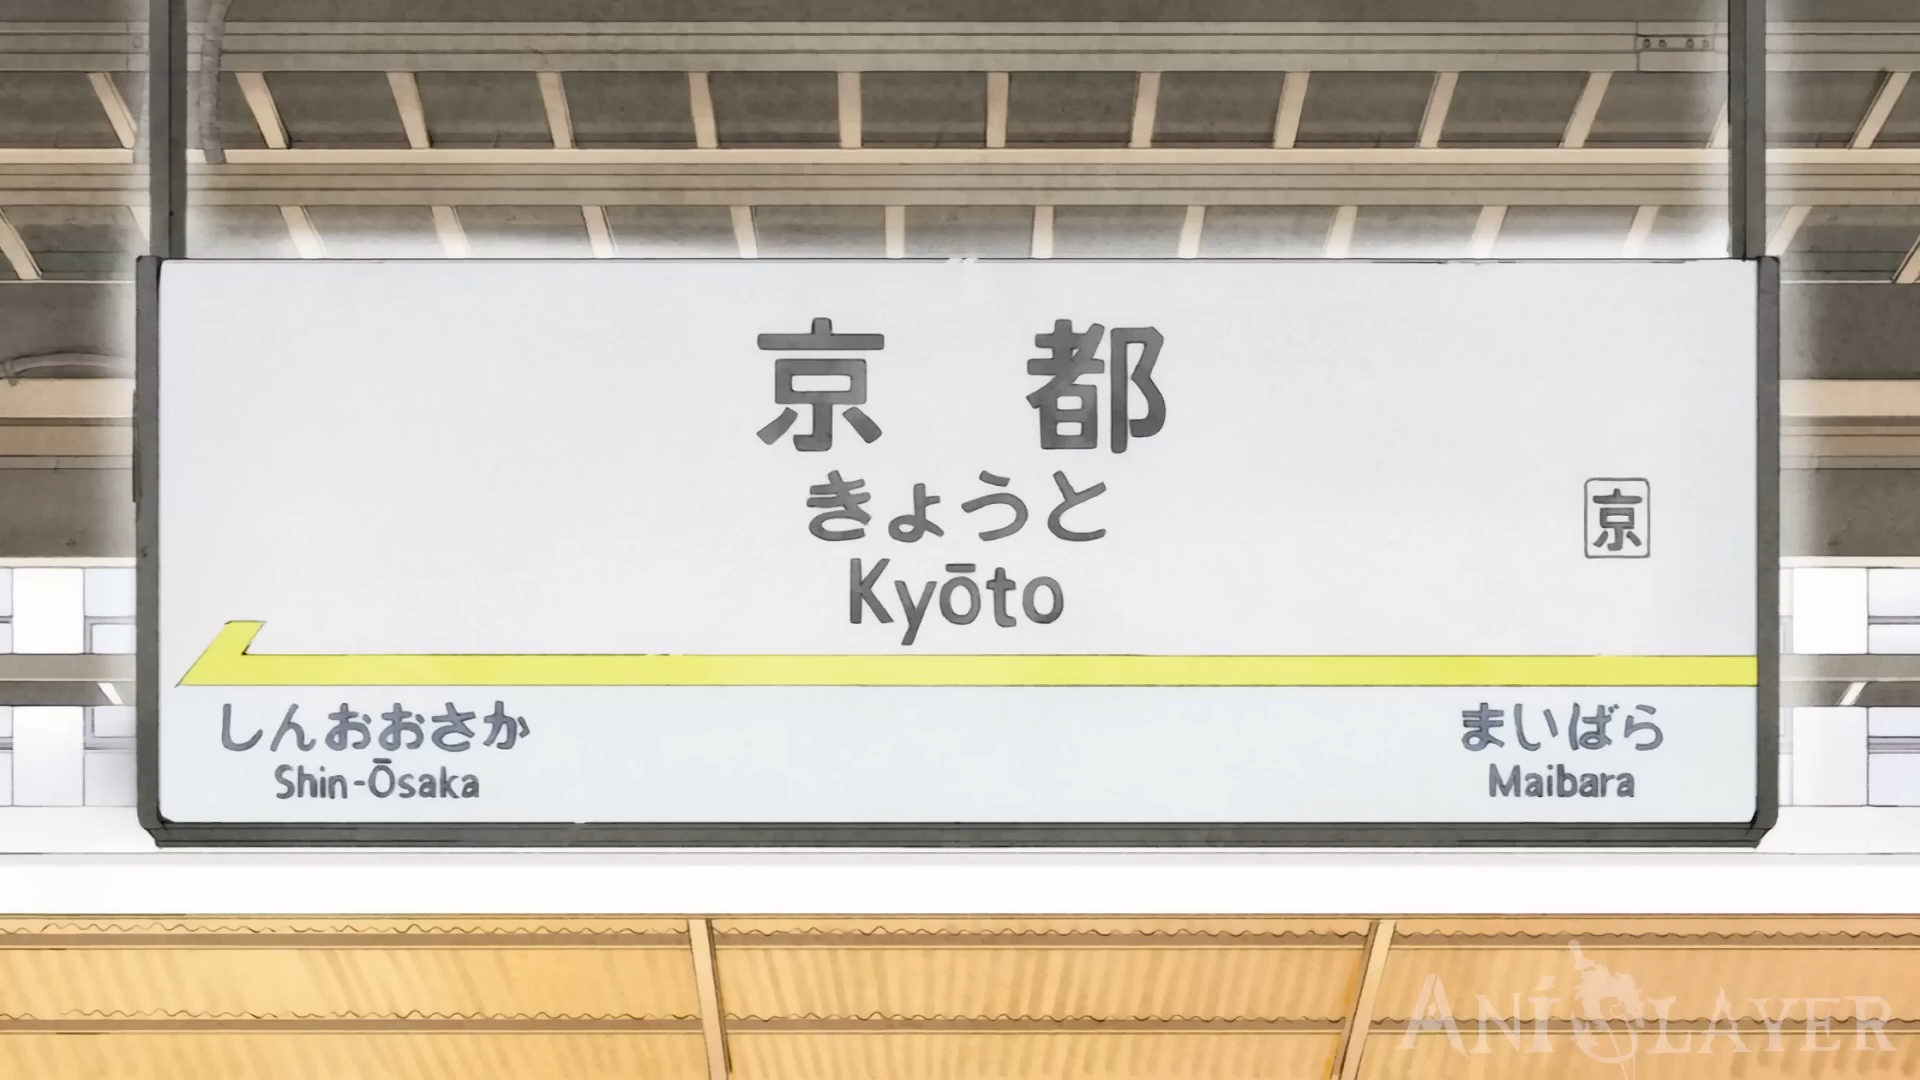 京都
きょうと
Kyōto
京
しんおおさか
Shin-Ōsaka
まいばら
Maibara
ANiSLAYER